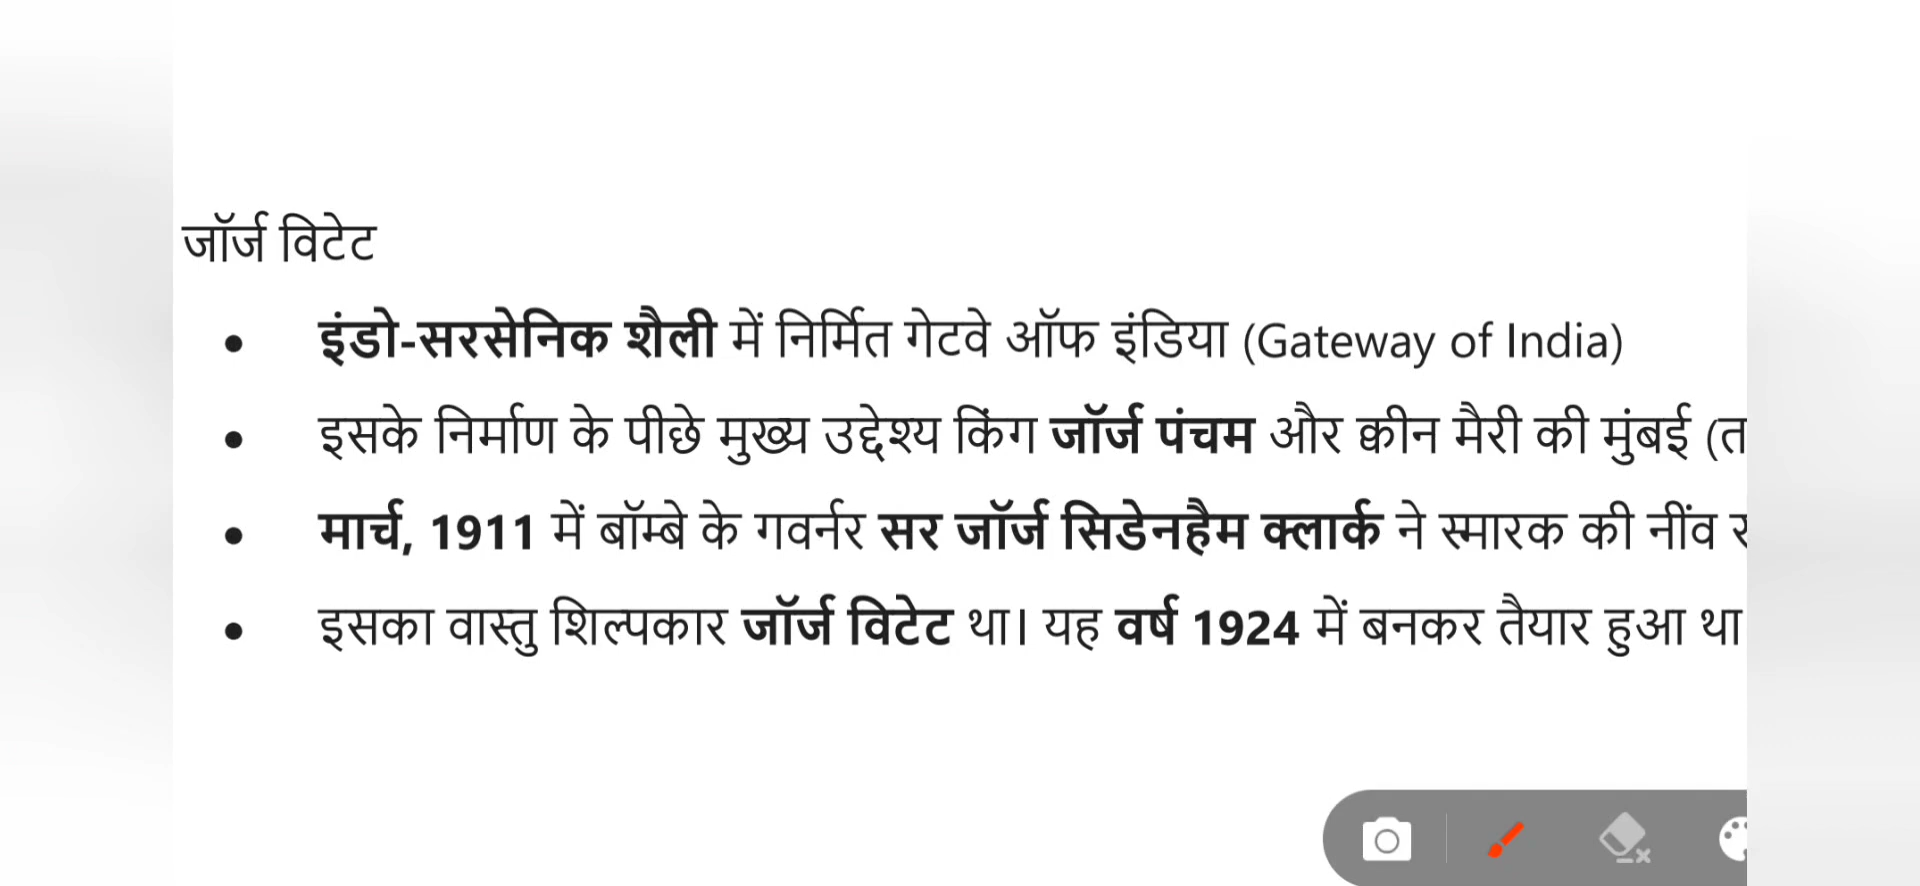 जॉर्ज विटेट
• इंडो-सरसेनिक शैली में निर्मित गेटवे ऑफ इंडिया (Gateway of India)
• इसके निर्माण के पीछे मुख्य उद्देश्य किंग जॉर्ज पंचम और क्वीन मैरी की मुंबई (त
• मार्च, 1911 में बॉम्बे के गवर्नर सर जॉर्ज सिडेनहैम क्लार्क ने स्मारक की नींव
• इसका वास्तु शिल्पकार जॉर्ज विटेट था। यह वर्ष 1924 में बनकर तैयार हुआ था